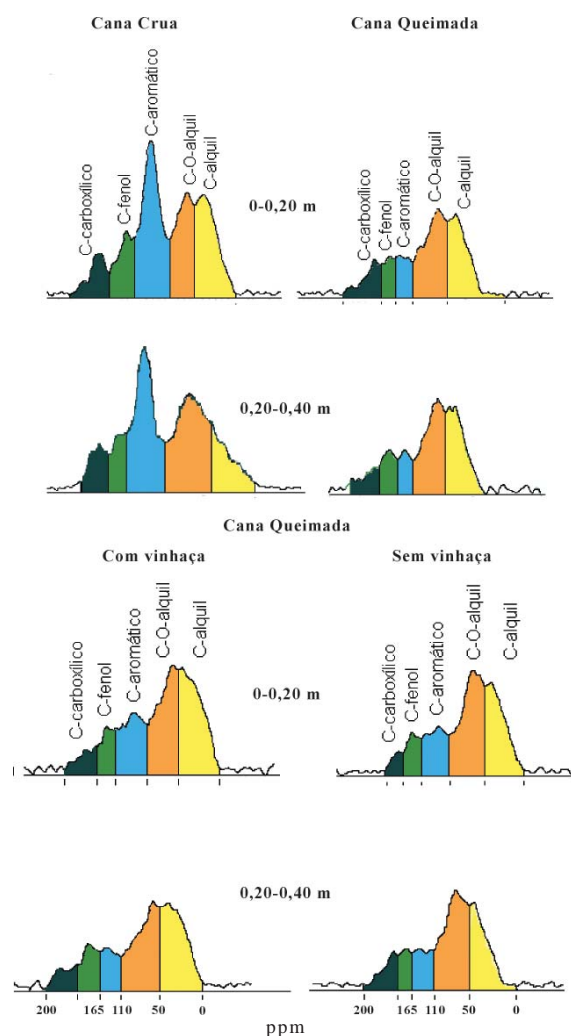 Cana Crua
Cana Queimada
C-carboxílico
C-fenol
C-aromático
C-O-alquil
C-alquil
0-0,20 m
C-carboxílico
C-fenol
C-aromático
C-O-alquil
C-alquil
0,20-0,40 m
Cana Queimada
Com vinhaça
Sem vinhaça
C-carboxílico
C-fenol
C-aromático
C-O-alquil
C-alquil
0-0,20 m
C-carboxílico
C-fenol
C-aromático
C-O-alquil
C-alquil
0,20-0,40 m
200 165 110 50 0
200 165 110 50 0
ppm